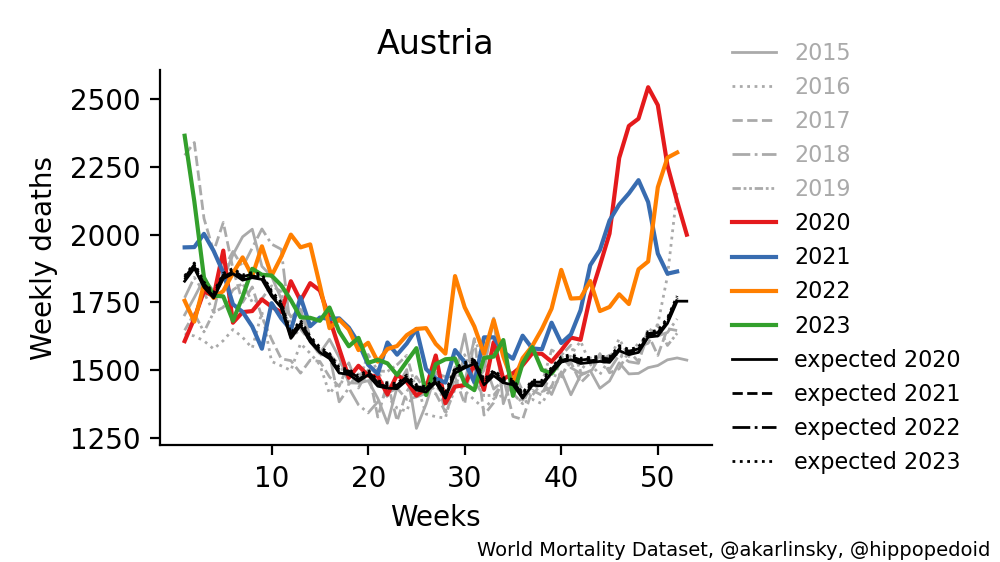 Austria
Weekly deaths
2500
2250
2000
1750
1500
1250
10 20 30 40 50
Weeks
2015
2016
2017
2018
2019
2020
2021
2022
2023
expected 2020
expected 2021
expected 2022
expected 2023
World Mortality Dataset, @akarlinsky, @hippopedoid